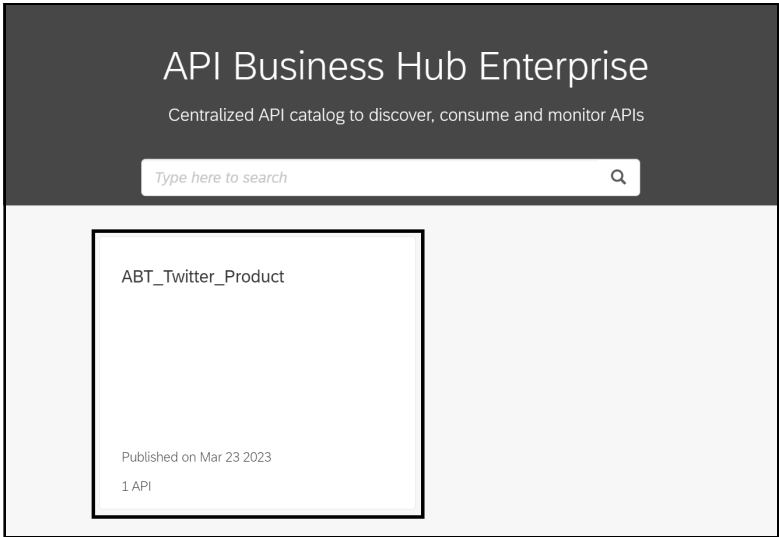 API Business Hub Enterprise
Centralized API catalog to discover, consume and monitor APIs
Type here to search
ABT_Twitter_Product
Published on Mar 23 2023
1 API